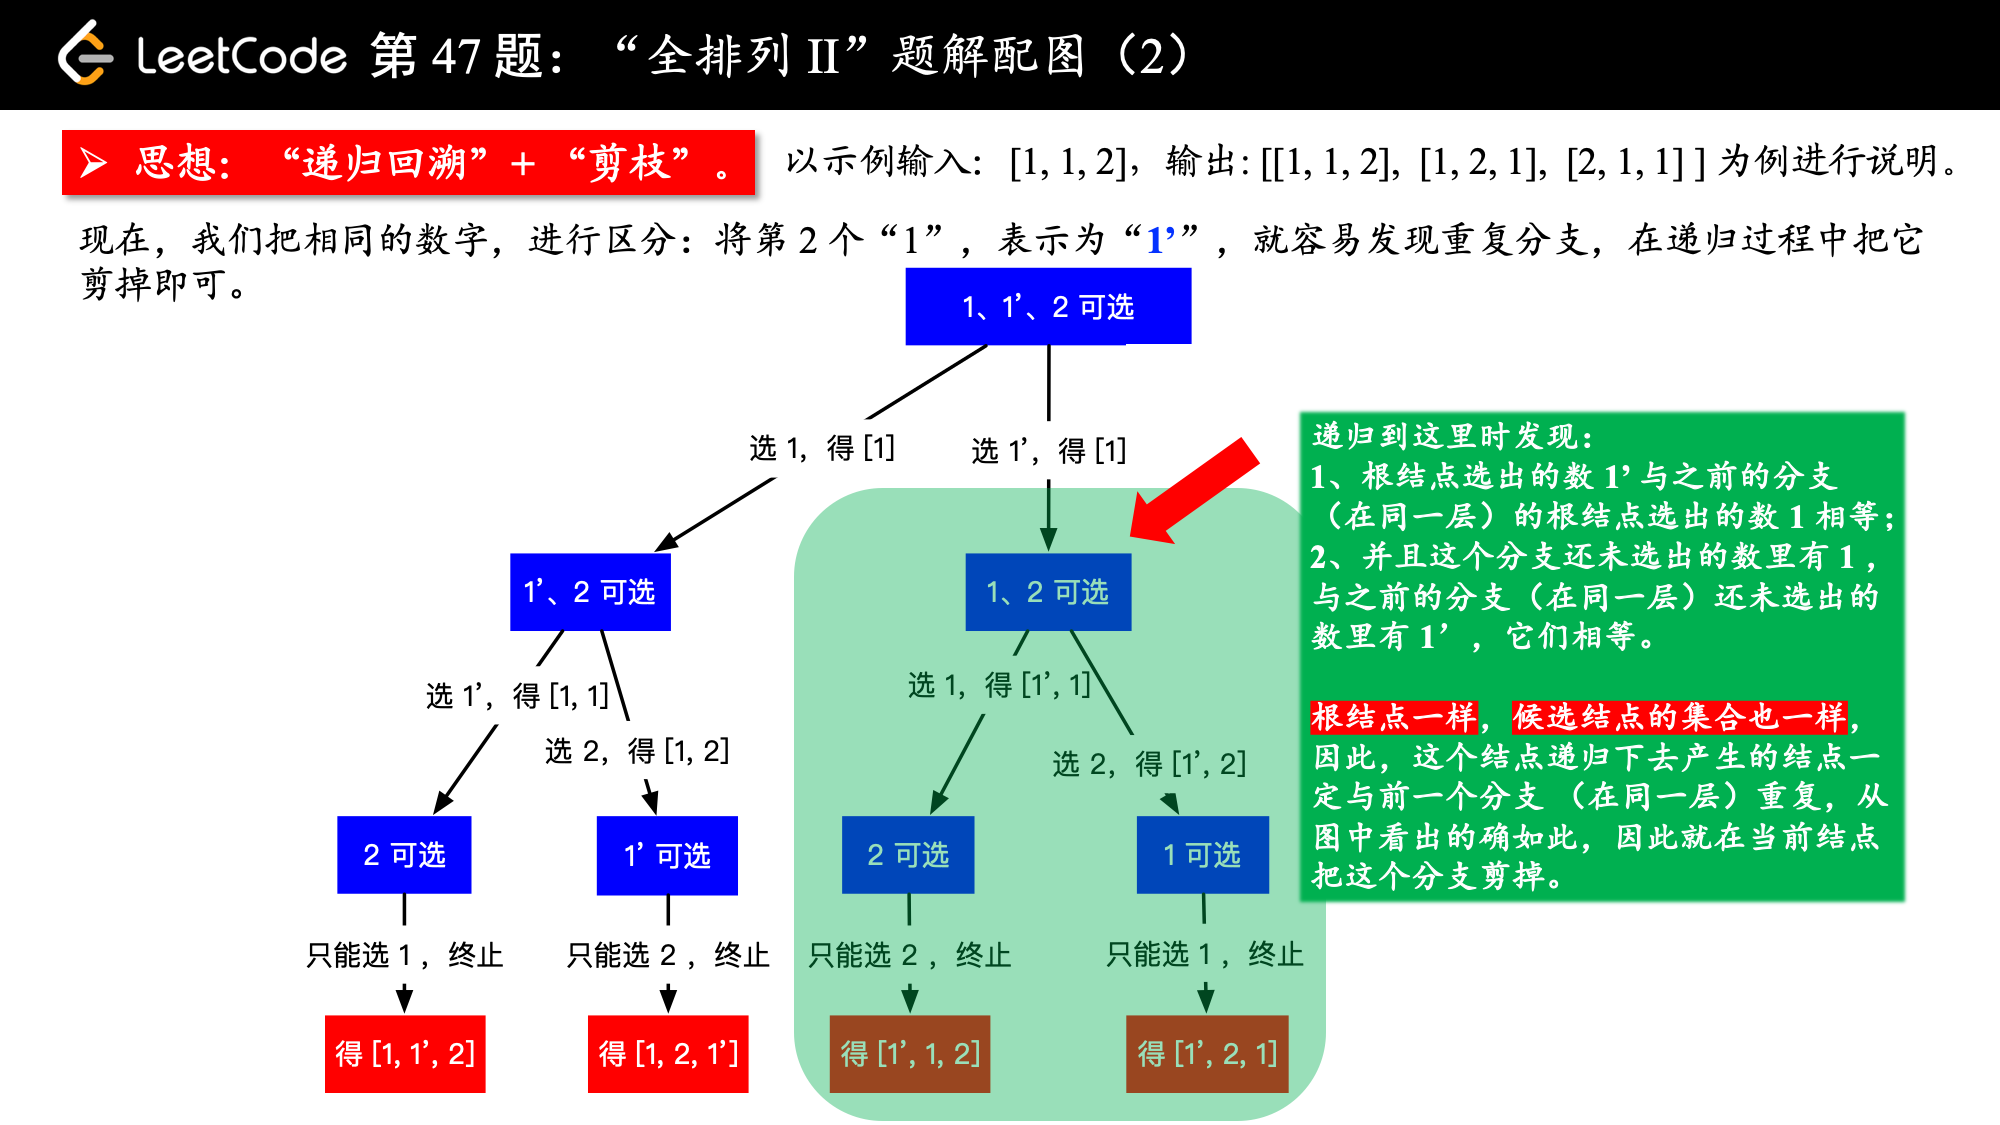 LeetCode 第 47 题：“全排列 II”题解配图（2）
➢ 思想：“递归回溯”+“剪枝”。
以示例输入：[1, 1, 2]，输出: [[1, 1, 2], [1, 2, 1], [2, 1, 1] ] 为例进行说明。
现在，我们把相同的数字，进行区分：将第 2 个“1”，表示为“1’”，就容易发现重复分支，在递归过程中把它
剪掉即可。
1、1’、2 可选
选 1，得 [1]
选 1’，得 [1]
1’、2 可选
1、2 可选
选 1’，得 [1, 1]
选 2，得 [1, 2]
选 1，得 [1’, 1]
选 2，得 [1’, 2]
2 可选
1’ 可选
2 可选
1 可选
只能选 1 ，终止
只能选 2 ，终止
只能选 2 ，终止
只能选 1 ，终止
得 [1, 1’, 2]
得 [1, 2, 1’]
得 [1’, 1, 2]
得 [1’, 2, 1]
递归到这里时发现：
1、根结点选出的数 1’ 与之前的分支
（在同一层）的根结点选出的数 1 相等；
2、并且这个分支还未选出的数里有 1 ，
与之前的分支（在同一层）还未选出的
数里有 1’ ，它们相等。
根结点一样，候选结点的集合也一样，
因此，这个结点递归下去产生的结点一
定与前一个分支 （在同一层）重复，从
图中看出的确如此，因此就在当前结点
把这个分支剪掉。